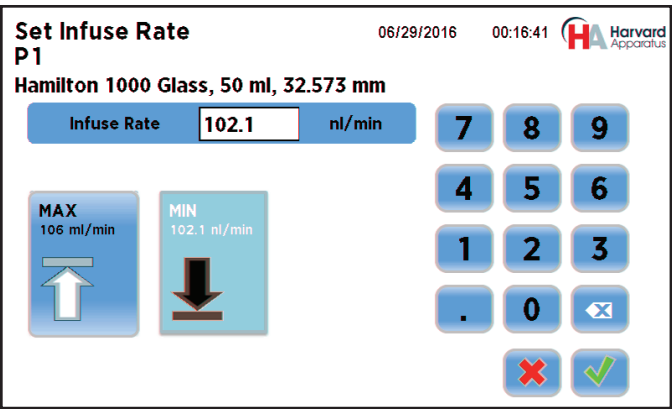 Set Infuse Rate
06/29/2016 00:16:41
HA Harvard Apparatus
P1
Hamilton 1000 Glass, 50 ml, 32.573 mm
Infuse Rate 102.1 nl/min
MAX
106 ml/min
MIN
102.1 nl/min
7 8 9
4 5 6
1 2 3
. 0